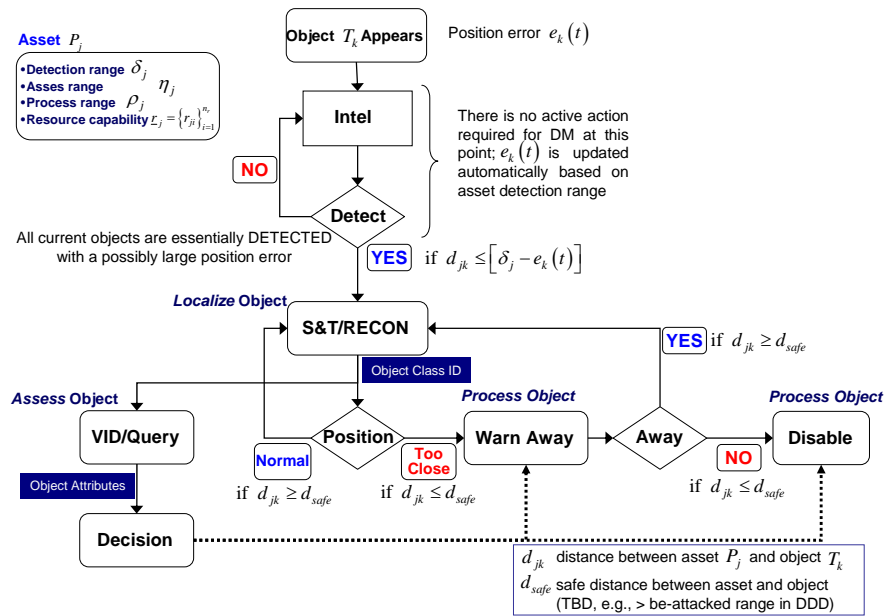 Object T_k Appears
Position error e_k(t)
Asset P_j
•Detection range δ_j
•Asses range η_j
•Process range ρ_j
•Resource capability r_j = {r_ji}_{i=1}^{n_r}
Intel
There is no active action
required for DM at this
point; e_k(t) is updated
automatically based on
asset detection range
NO
Detect
All current objects are essentially DETECTED
with a possibly large position error
YES if d_jk ≤ [δ_j − e_k(t)]
Localize Object
S&T/RECON
YES if d_jk ≥ d_safe
Object Class ID
Assess Object
Process Object
Process Object
VID/Query
Position
Warn Away
Away
Disable
Normal
Too
Close
NO
if d_jk ≥ d_safe
if d_jk ≤ d_safe
if d_jk ≤ d_safe
Object Attributes
Decision
d_jk distance between asset P_j and object T_k
d_safe safe distance between asset and object
(TBD, e.g., > be-attacked range in DDD)